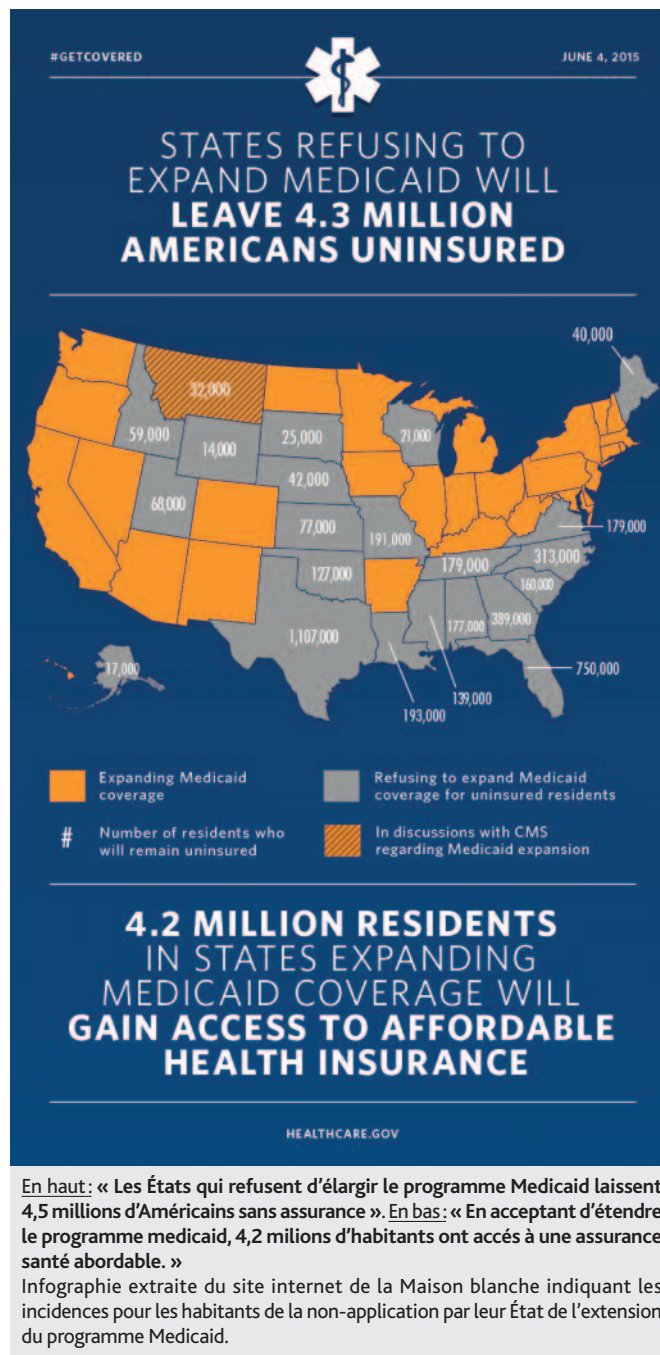 #GETCOVERED
JUNE 4, 2015
STATES REFUSING TO
EXPAND MEDICAID WILL
LEAVE 4.3 MILLION
AMERICANS UNINSURED
40,000
32,000
59,000
14,000
25,000
21,000
42,000
68,000
77,000
191,000
179,000
179,000
313,000
127,000
160,000
1,107,000
177,000
389,000
17,000
750,000
139,000
193,000
Expanding Medicaid
coverage
Refusing to expand Medicaid
coverage for uninsured residents
# Number of residents who
will remain uninsured
In discussions with CMS
regarding Medicaid expansion
4.2 MILLION RESIDENTS
IN STATES EXPANDING
MEDICAID COVERAGE WILL
GAIN ACCESS TO AFFORDABLE
HEALTH INSURANCE
HEALTHCARE.GOV
En haut : « Les États qui refusent d'élargir le programme Medicaid laissent
4,5 millions d'Américains sans assurance ». En bas : « En acceptant d'étendre
le programme medicaid, 4,2 milions d'habitants ont accés à une assurance
santé abordable. »
Infographie extraite du site internet de la Maison blanche indiquant les
incidences pour les habitants de la non-application par leur État de l'extension
du programme Medicaid.